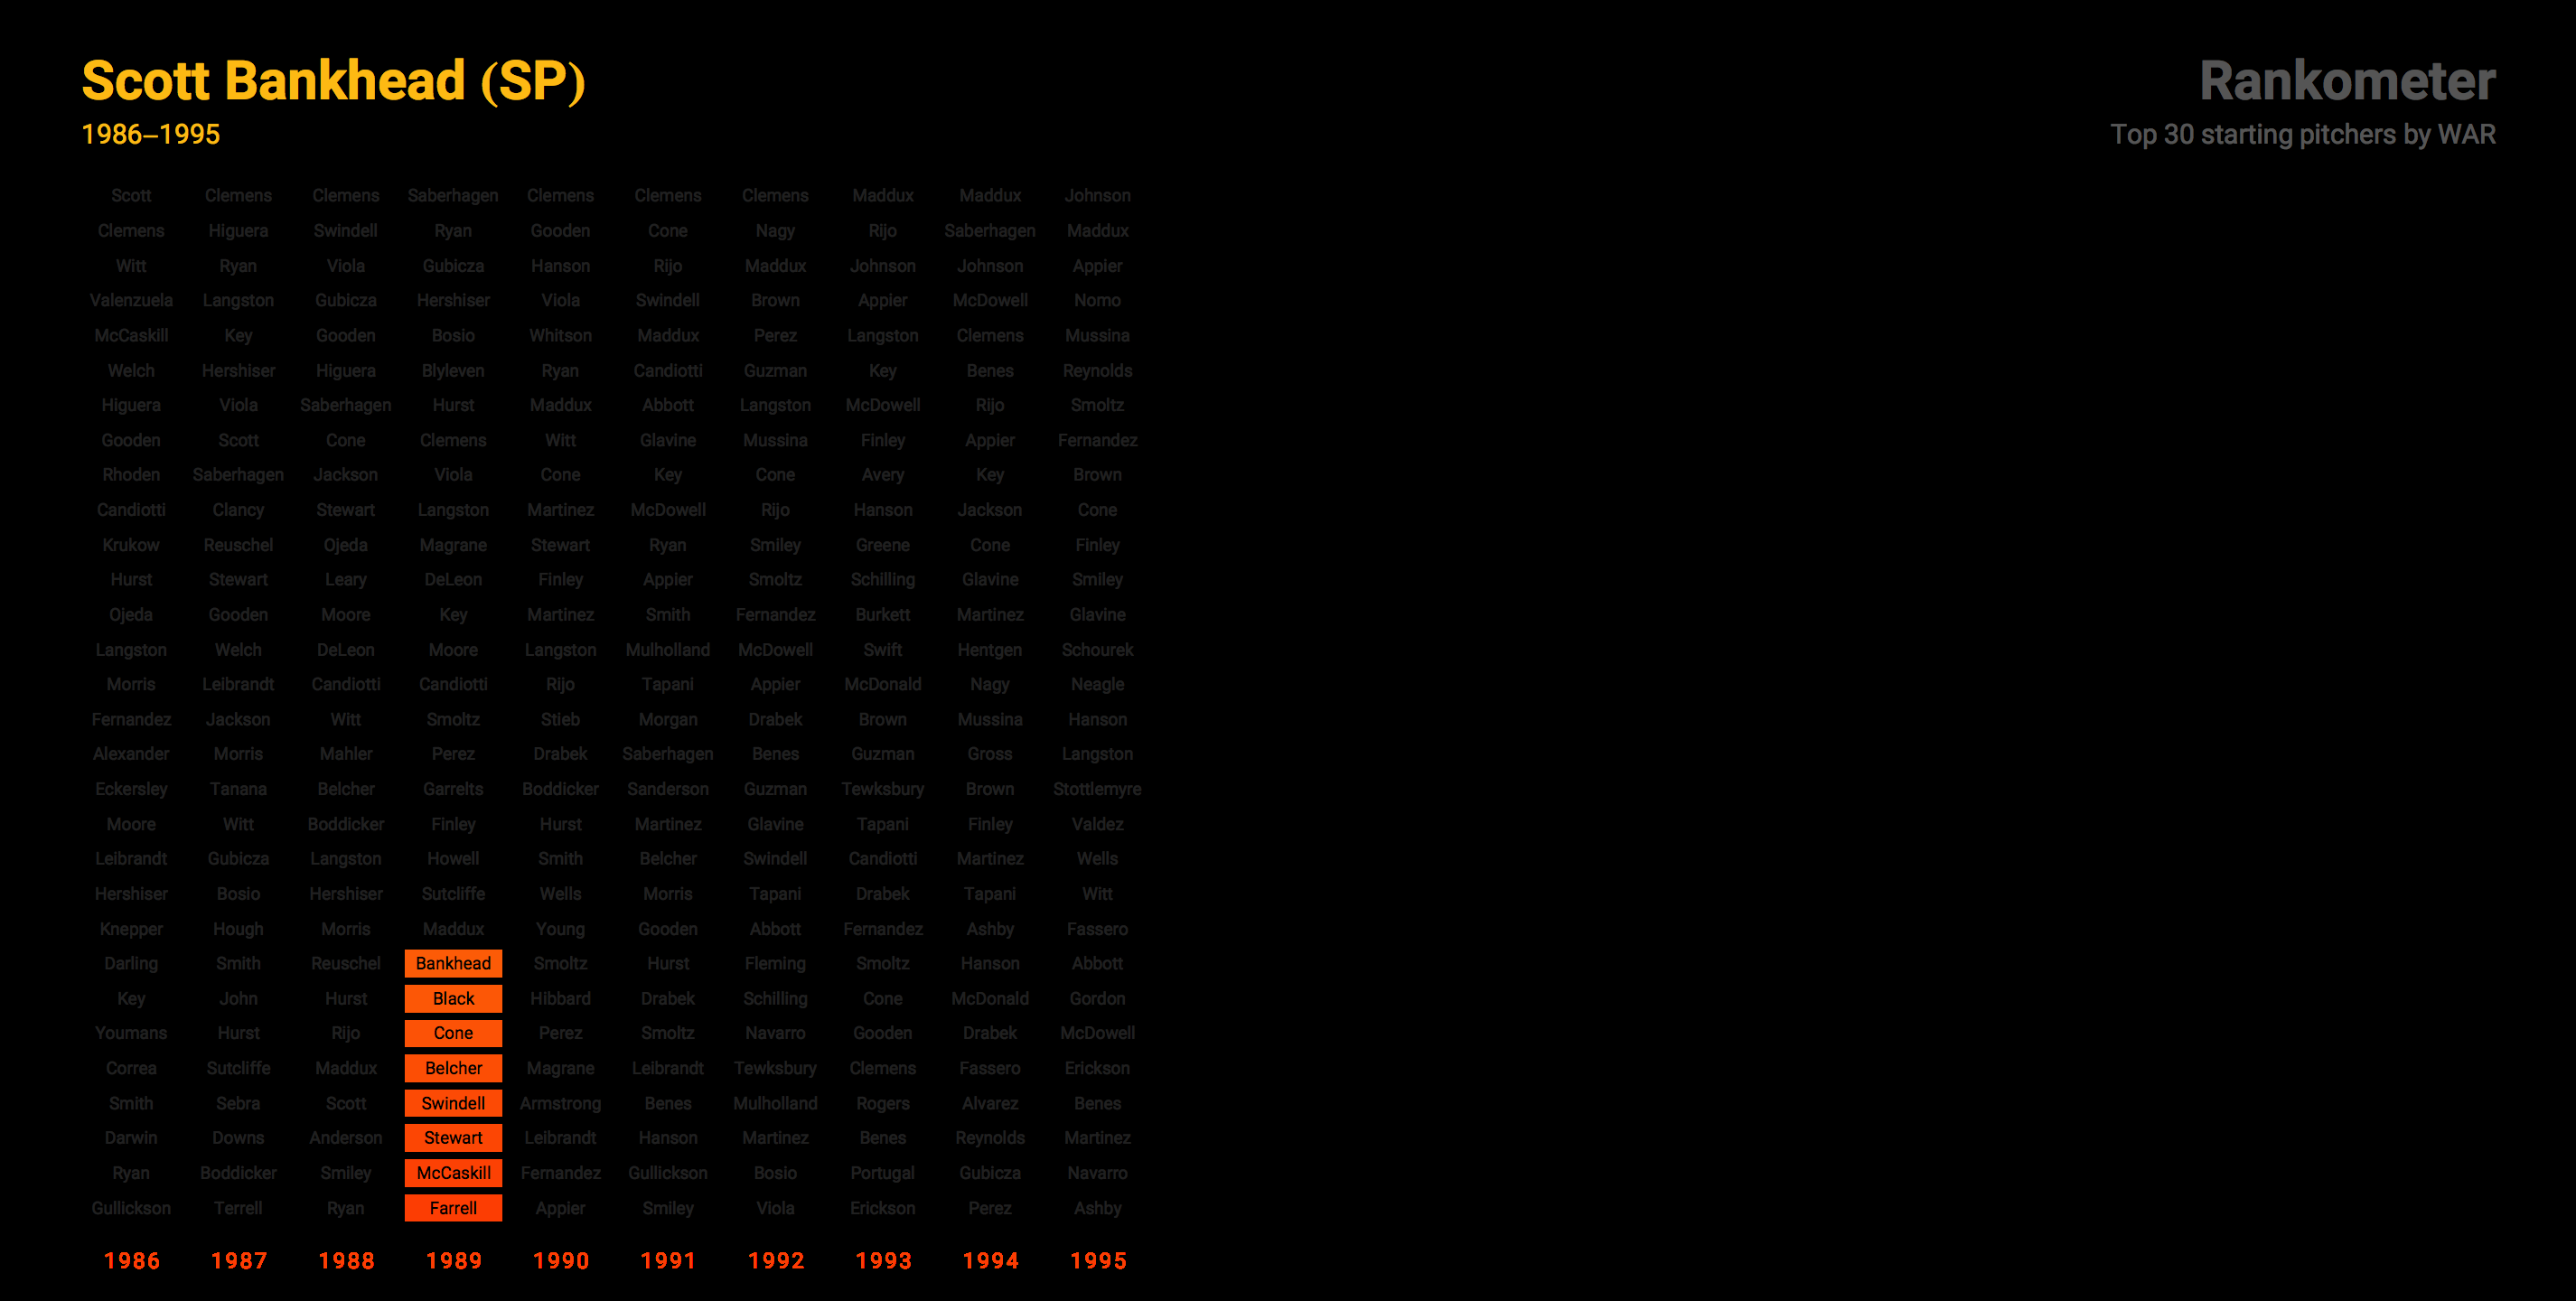 Scott Bankhead (SP)
1986–1995
Rankometer
Top 30 starting pitchers by WAR
Scott Clemens Clemens Saberhagen Clemens Clemens Clemens Maddux Maddux Johnson
Clemens Higuera Swindell Ryan Gooden Cone Nagy Rijo Saberhagen Maddux
Witt Ryan Viola Gubicza Hanson Rijo Maddux Johnson Johnson Appier
Valenzuela Langston Gubicza Hershiser Viola Swindell Brown Appier McDowell Nomo
McCaskill Key Gooden Bosio Whitson Maddux Perez Langston Clemens Mussina
Welch Hershiser Higuera Blyleven Ryan Candiotti Guzman Key Benes Reynolds
Higuera Viola Saberhagen Hurst Maddux Abbott Langston McDowell Rijo Smoltz
Gooden Scott Cone Clemens Witt Glavine Mussina Finley Appier Fernandez
Rhoden Saberhagen Jackson Viola Cone Key Cone Avery Key Brown
Candiotti Clancy Stewart Langston Martinez McDowell Rijo Hanson Jackson Cone
Krukow Reuschel Ojeda Magrane Stewart Ryan Smiley Greene Cone Finley
Hurst Stewart Leary DeLeon Finley Appier Smoltz Schilling Glavine Smiley
Ojeda Gooden Moore Key Martinez Smith Fernandez Burkett Martinez Glavine
Langston Welch DeLeon Moore Langston Mulholland McDowell Swift Hentgen Schourek
Morris Leibrandt Candiotti Candiotti Rijo Tapani Appier McDonald Nagy Neagle
Fernandez Jackson Witt Smoltz Stieb Morgan Drabek Brown Mussina Hanson
Alexander Morris Mahler Perez Drabek Saberhagen Benes Guzman Gross Langston
Eckersley Tanana Belcher Garrelts Boddicker Sanderson Guzman Tewksbury Brown Stottlemyre
Moore Witt Boddicker Finley Hurst Martinez Glavine Tapani Finley Valdez
Leibrandt Gubicza Langston Howell Smith Belcher Swindell Candiotti Martinez Wells
Hershiser Bosio Hershiser Sutcliffe Wells Morris Tapani Drabek Tapani Witt
Knepper Hough Morris Maddux Young Gooden Abbott Fernandez Ashby Fassero
Darling Smith Reuschel Bankhead Smoltz Hurst Fleming Smoltz Hanson Abbott
Key John Hurst Black Hibbard Drabek Schilling Cone McDonald Gordon
Youmans Hurst Rijo Cone Perez Smoltz Navarro Gooden Drabek McDowell
Correa Sutcliffe Maddux Belcher Magrane Leibrandt Tewksbury Clemens Fassero Erickson
Smith Sebra Scott Swindell Armstrong Benes Mulholland Rogers Alvarez Benes
Darwin Downs Anderson Stewart Leibrandt Hanson Martinez Benes Reynolds Martinez
Ryan Boddicker Smiley McCaskill Fernandez Gullickson Bosio Portugal Gubicza Navarro
Gullickson Terrell Ryan Farrell Appier Smiley Viola Erickson Perez Ashby
1986 1987 1988 1989 1990 1991 1992 1993 1994 1995